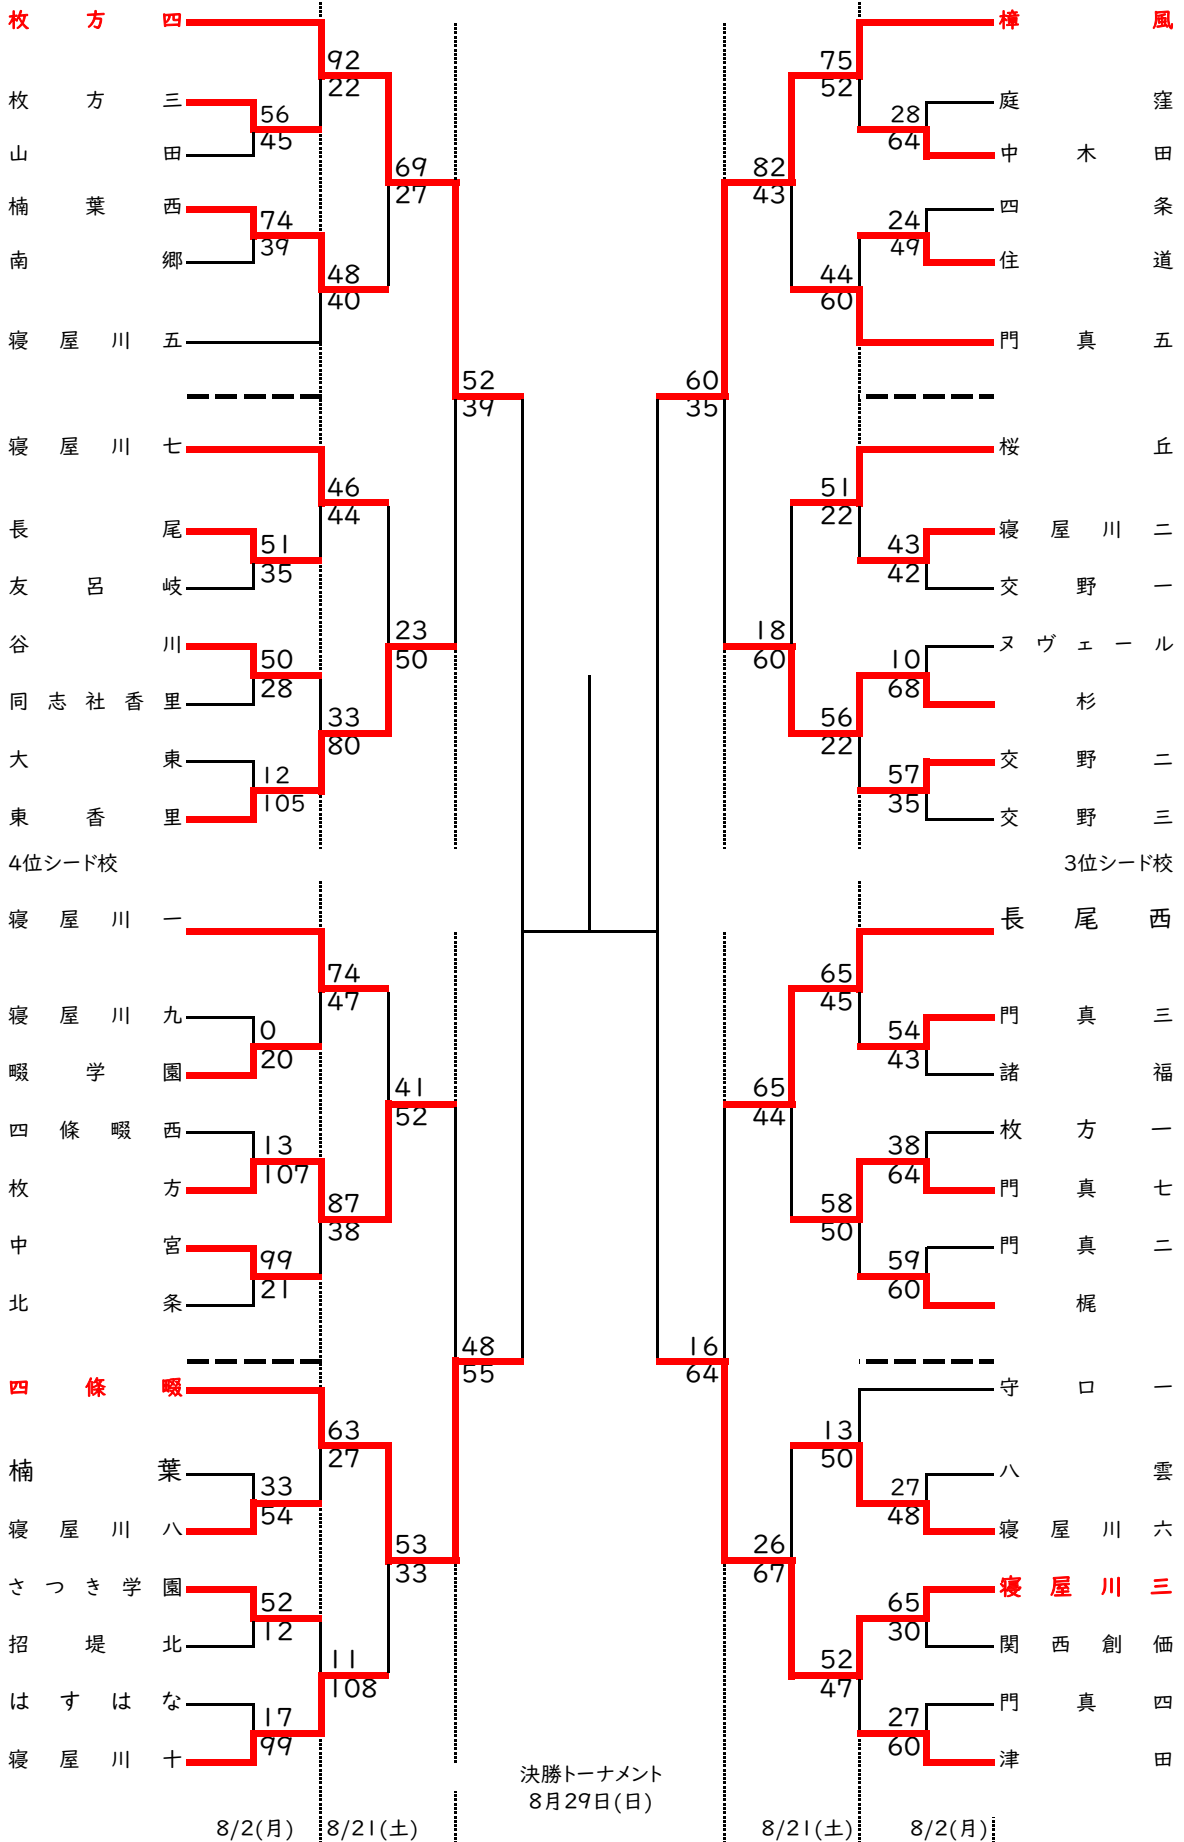 枚方四
92
22
枚方三
56
45
山田
69
27
楠葉西
74
39
南郷
48
40
寝屋川五
52
39
寝屋川七
46
44
長尾
51
35
友呂岐
23
50
谷川
50
28
同志社香里
33
80
大東
12
105
東香里
4位シード校
寝屋川一
74
47
寝屋川九
0
20
畷学園
41
52
四條畷西
13
107
枚方
87
38
中宮
99
21
北条
48
55
四條畷
63
27
楠葉
33
54
寝屋川八
53
33
さつき学園
52
12
招堤北
11
108
はすはな
17
99
寝屋川十
8/2(月)
8/21(土)
樟風
75
52
庭窪
28
64
中木田
82
43
四条
24
49
住道
44
60
門真五
60
35
桜丘
51
22
寝屋川二
43
42
交野一
18
60
ヌヴェール
10
68
杉
56
22
交野二
57
35
交野三
3位シード校
長尾西
65
45
門真三
54
43
諸福
65
44
枚方一
38
64
門真七
58
50
門真二
59
60
梶
16
64
守口一
13
50
八雲
27
48
寝屋川六
26
67
寝屋川三
65
30
関西創価
52
47
門真四
27
60
津田
決勝トーナメント
8月29日(日)
8/21(土)
8/2(月)